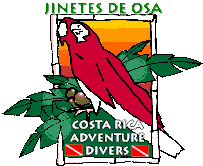 JINETES DE OSA
COSTA RICA
ADVENTURE
DIVERS